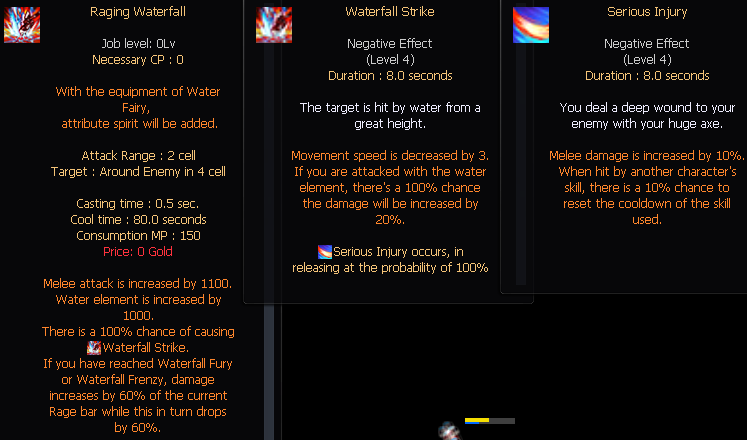 Raging Waterfall
Job level: 0Lv
Necessary CP : 0
With the equipment of Water
Fairy,
attribute spirit will be added.
Attack Range : 2 cell
Target : Around Enemy in 4 cell
Casting time : 0.5 sec.
Cool time : 80.0 seconds
Consumption MP : 150
Price: 0 Gold
Melee attack is increased by 1100.
Water element is increased by
1000.
There is a 100% chance of causing
Waterfall Strike.
If you have reached Waterfall Fury
or Waterfall Frenzy, damage
increases by 60% of the current
Rage bar while this in turn drops
by 60%.
Waterfall Strike
Negative Effect
(Level 4)
Duration : 8.0 seconds
The target is hit by water from a
great height.
Movement speed is decreased by 3.
If you are attacked with the water
element, there's a 100% chance
the damage will be increased by
20%.
Serious Injury occurs, in
releasing at the probability of 100%
Serious Injury
Negative Effect
(Level 4)
Duration : 8.0 seconds
You deal a deep wound to your
enemy with your huge axe.
Melee damage is increased by 10%.
When hit by another character's
skill, there is a 10% chance to
reset the cooldown of the skill
used.